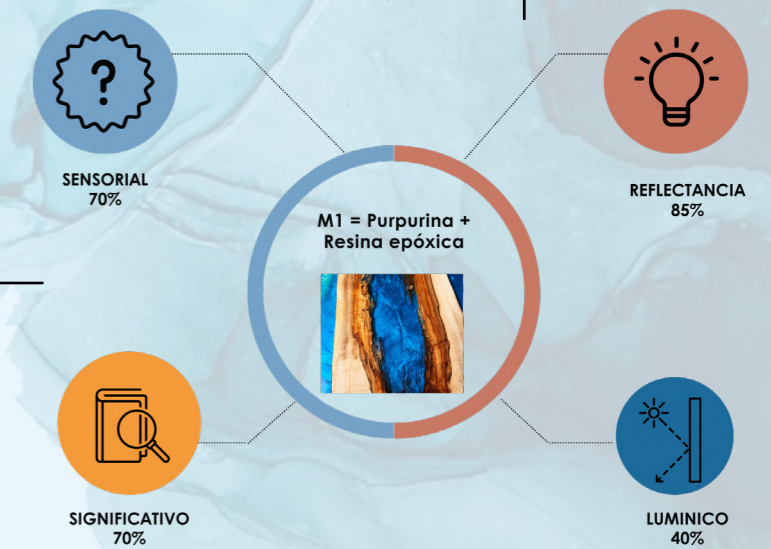 SENSORIAL
70%
REFLECTANCIA
85%
M1 = Purpurina +
Resina epóxica
SIGNIFICATIVO
70%
LUMINICO
40%